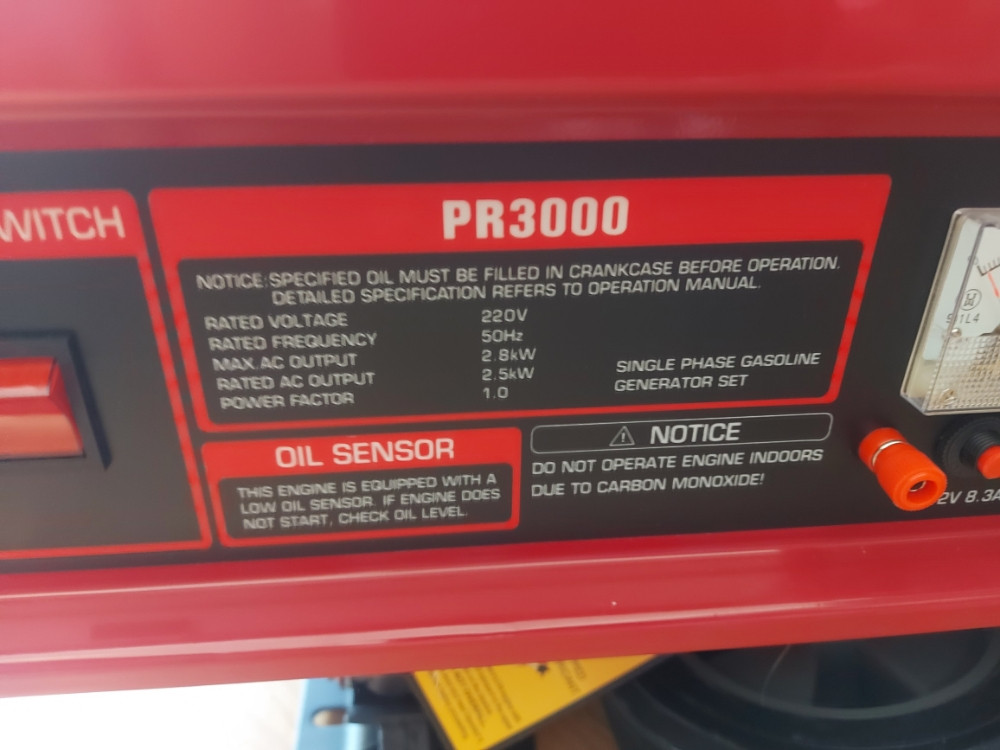 WITCH
PR3000
NOTICE:SPECIFIED OIL MUST BE FILLED IN CRANKCASE BEFORE OPERATION.
DETAILED SPECIFICATION REFERS TO OPERATION MANUAL.
RATED VOLTAGE 220V
RATED FREQUENCY 50Hz
MAX.AC OUTPUT 2.8kW
RATED AC OUTPUT 2.5kW
POWER FACTOR 1.0
SINGLE PHASE GASOLINE
GENERATOR SET
OIL SENSOR
THIS ENGINE IS EQUIPPED WITH A
LOW OIL SENSOR. IF ENGINE DOES
NOT START, CHECK OIL LEVEL.
NOTICE
DO NOT OPERATE ENGINE INDOORS
DUE TO CARBON MONOXIDE!
2V 8.3A